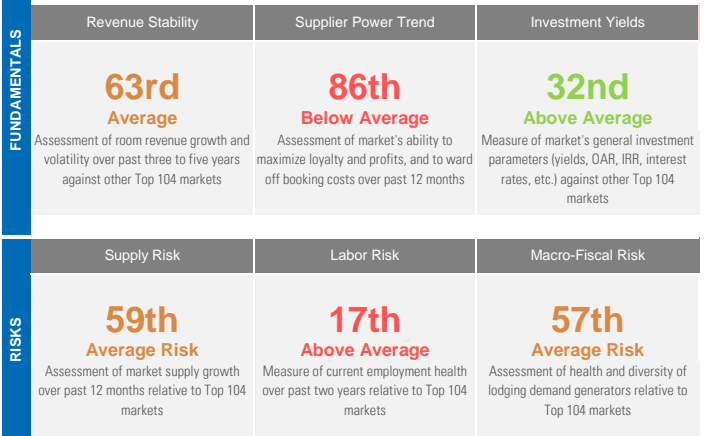 FUNDAMENTALS
Revenue Stability
63rd
Average
Assessment of room revenue growth and
volatility over past three to five years
against other Top 104 markets
Supplier Power Trend
86th
Below Average
Assessment of market's ability to
maximize loyalty and profits, and to ward
off booking costs over past 12 months
Investment Yields
32nd
Above Average
Measure of market's general investment
parameters (yields, OAR, IRR, interest
rates, etc.) against other Top 104
markets
RISKS
Supply Risk
59th
Average Risk
Assessment of market supply growth
over past 12 months relative to Top 104
markets
Labor Risk
17th
Above Average
Measure of current employment health
over past two years relative to Top 104
markets
Macro-Fiscal Risk
57th
Average Risk
Assessment of health and diversity of
lodging demand generators relative to
Top 104 markets